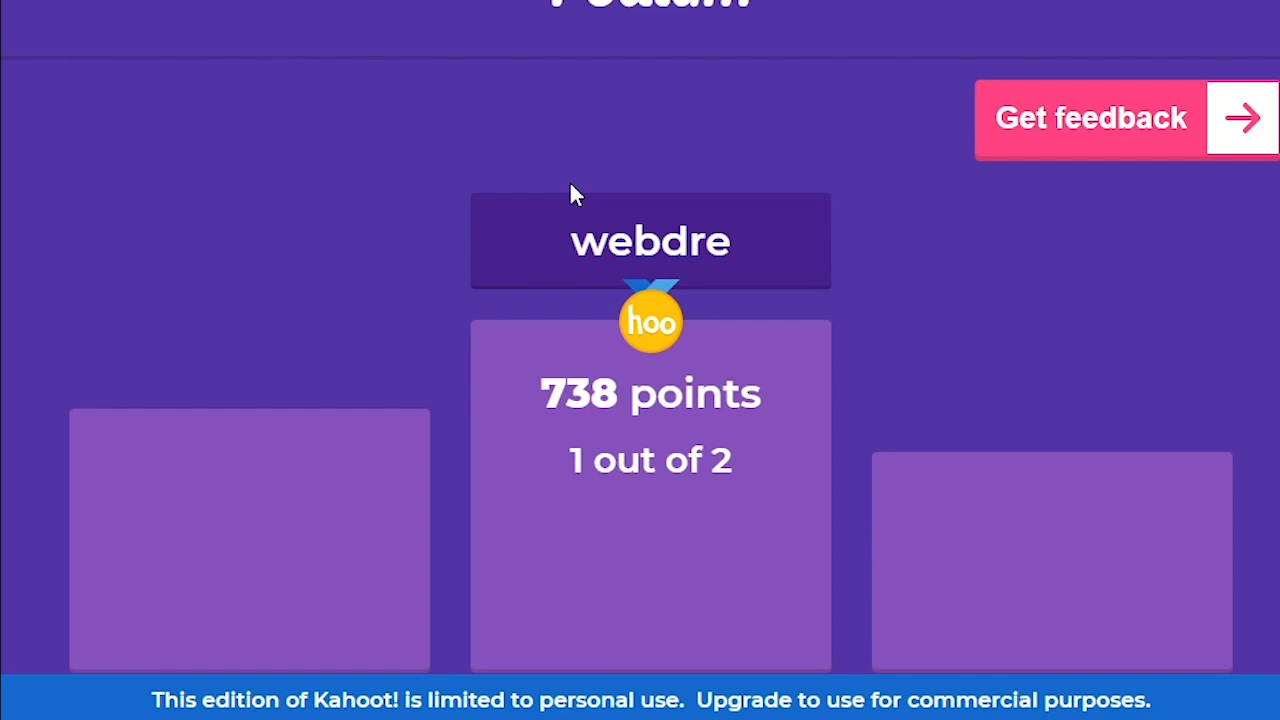 Podium
Get feedback
webdre
hoo
738 points
1 out of 2
This edition of Kahoot! is limited to personal use. Upgrade to use for commercial purposes.